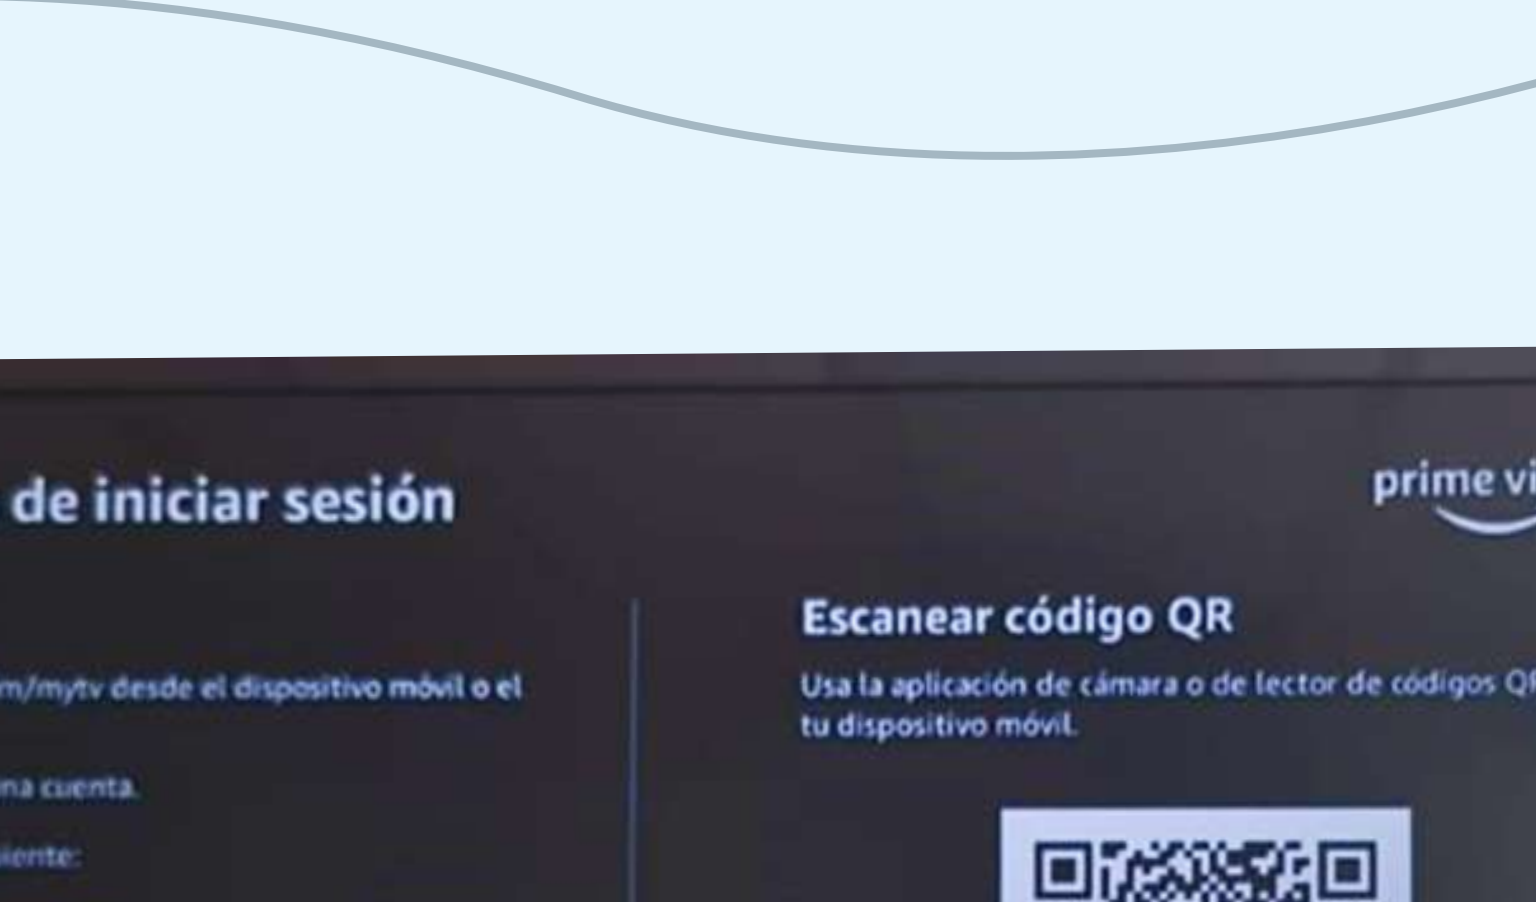 de iniciar sesión
prime vi
m/mytv desde el dispositivo móvil o el
na cuenta.
iente:
Escanear código QR
Usa la aplicación de cámara o de lector de códigos QR
tu dispositivo móvil.